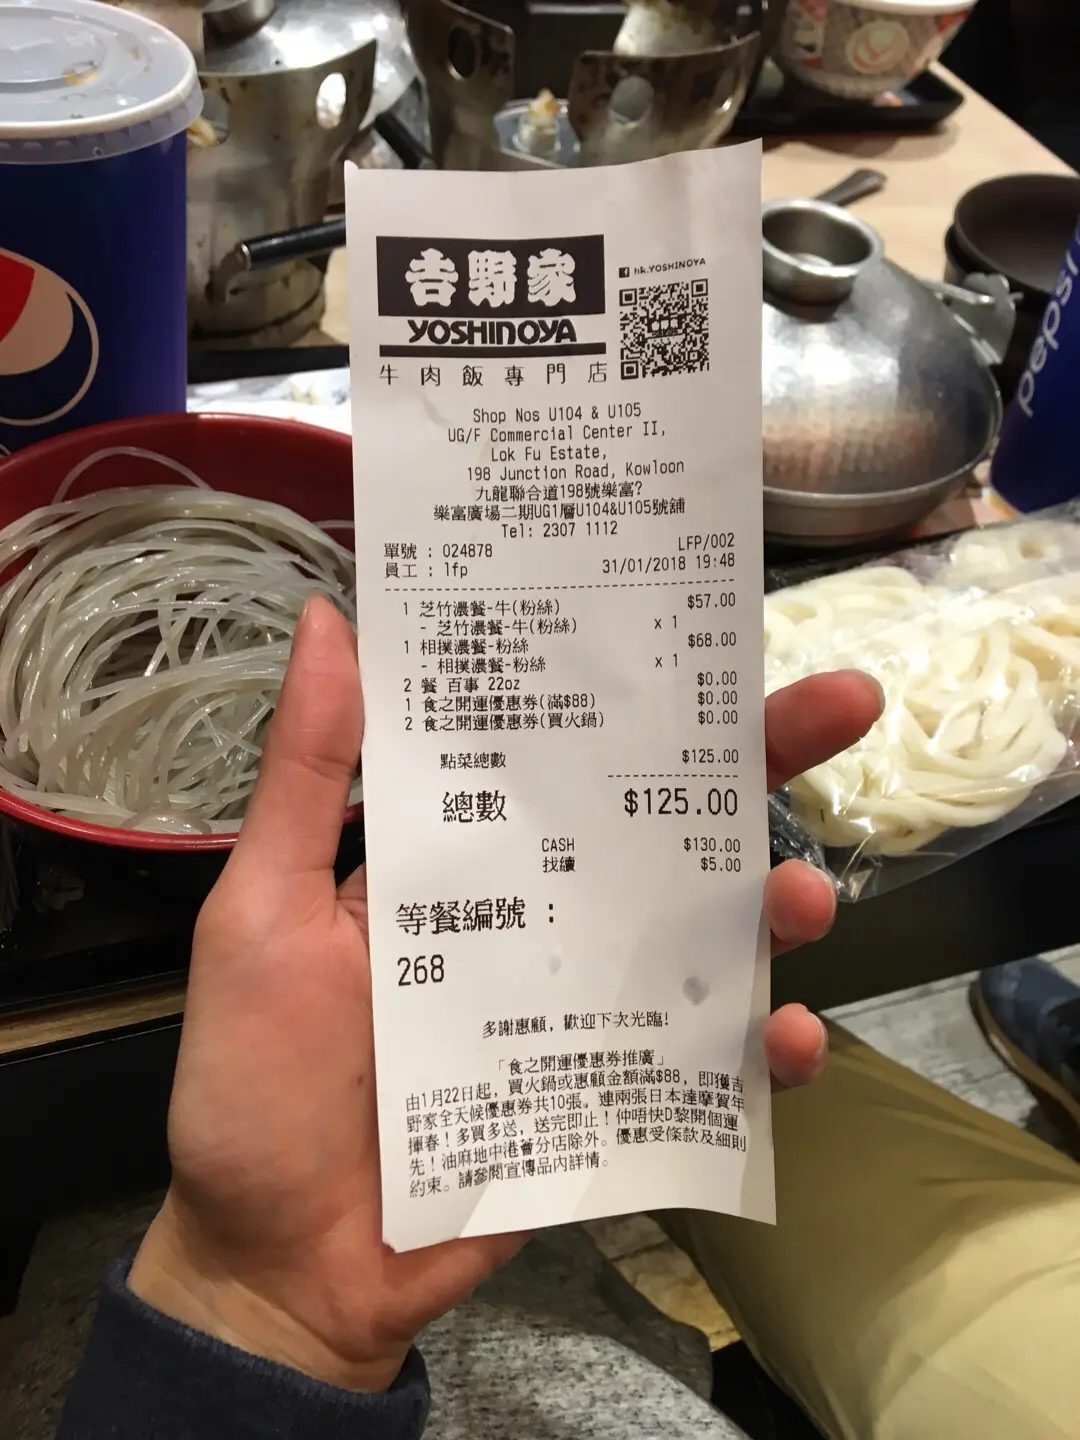 吉野家
YOSHINOYA
hk.YOSHINOYA
牛肉飯專門店
Shop Nos U104 & U105
UG/F Commercial Center II,
Lok Fu Estate,
198 Junction Road, Kowloon
九龍聯合道198號樂富?
樂富廣場二期UG1層U104&U105號舖
Tel: 2307 1112
單號 : 024878 LFP/002
員工 : lfp 31/01/2018 19:48
1 芝竹濃餐-牛(粉絲) $57.00
- 芝竹濃餐-牛(粉絲) x 1
1 相撲濃餐-粉絲 $68.00
- 相撲濃餐-粉絲 x 1
2 餐 百事 22oz $0.00
1 食之開運優惠券(滿$88) $0.00
2 食之開運優惠券(買火鍋) $0.00
點菜總數 $125.00
總數 $125.00
CASH $130.00
找續 $5.00
等餐編號 :
268
多謝惠顧, 歡迎下次光臨!
「食之開運優惠券推廣」
由1月22日起, 買火鍋或惠顧金額滿$88, 即獲吉
野家全天候優惠券共10張。連兩張日本達摩賀年
揮春!多買多送, 送完即止!仲唔快D黎開個運
先!油麻地中港薈分店除外。優惠受條款及細則
約束。請參閱宣傳品內詳情。
pepsi